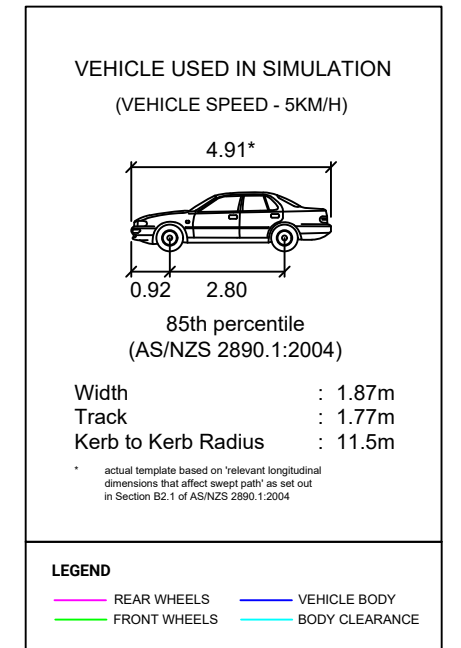 VEHICLE USED IN SIMULATION
(VEHICLE SPEED - 5KM/H)
4.91*
0.92 2.80
85th percentile
(AS/NZS 2890.1:2004)
Width : 1.87m
Track : 1.77m
Kerb to Kerb Radius : 11.5m
* actual template based on 'relevant longitudinal
dimensions that affect swept path' as set out
in Section B2.1 of AS/NZS 2890.1:2004
LEGEND
REAR WHEELS VEHICLE BODY
FRONT WHEELS BODY CLEARANCE